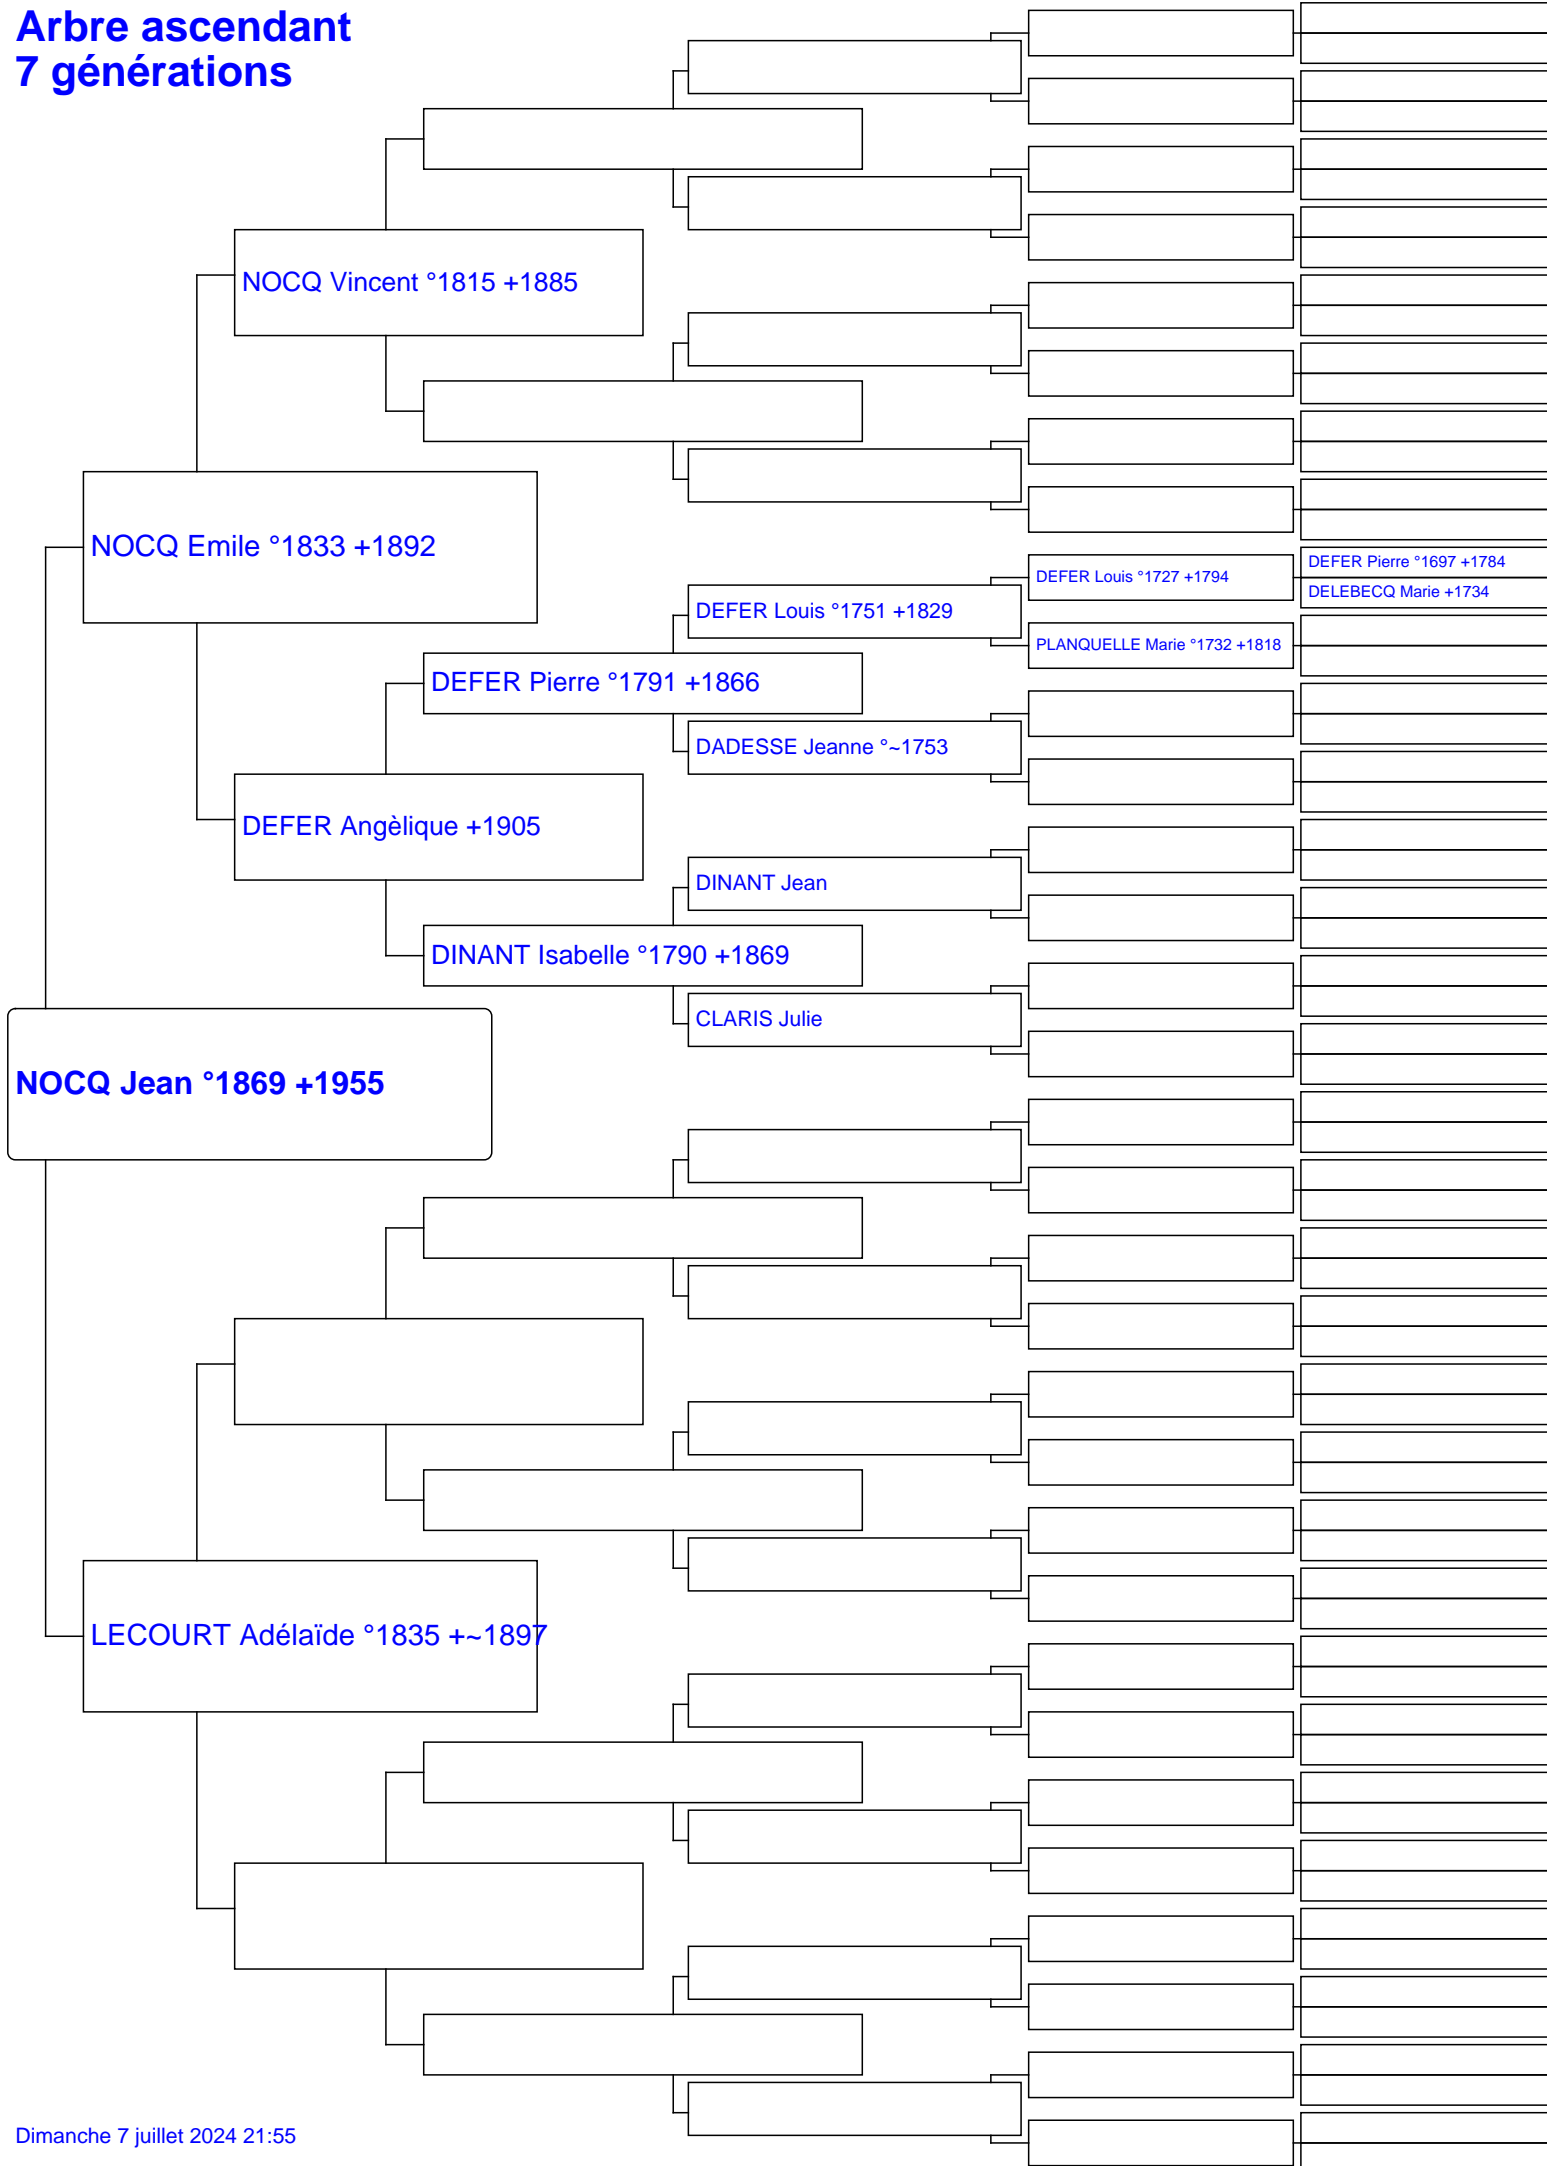 Arbre ascendant
7 générations
NOCQ Vincent °1815 +1885
NOCQ Emile °1833 +1892
DEFER Pierre °1697 +1784
DEFER Louis °1727 +1794
DELEBECQ Marie +1734
DEFER Louis °1751 +1829
PLANQUELLE Marie °1732 +1818
DEFER Pierre °1791 +1866
DADESSE Jeanne °~1753
DEFER Angèlique +1905
DINANT Jean
DINANT Isabelle °1790 +1869
CLARIS Julie
NOCQ Jean °1869 +1955
LECOURT Adélaïde °1835 +~1897
Dimanche 7 juillet 2024 21:55